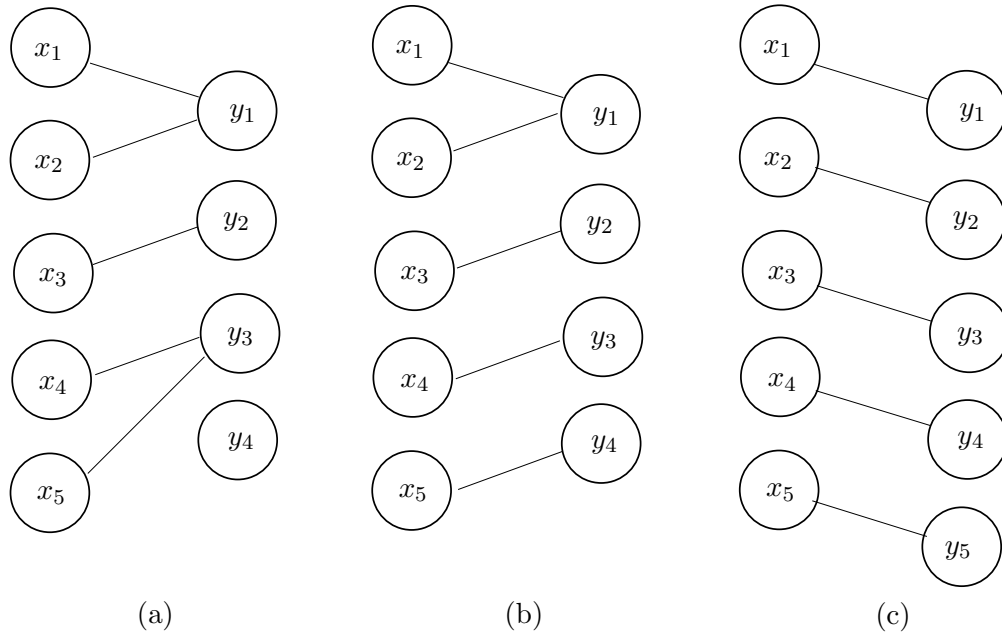 x₁ x₁ x₁
y₁ y₁ y₁
x₂ x₂ x₂
y₂ y₂ y₂
x₃ x₃ x₃
y₃ y₃ y₃
x₄ x₄ x₄
y₄ y₄ y₄
x₅ x₅ x₅
y₅
(a) (b) (c)